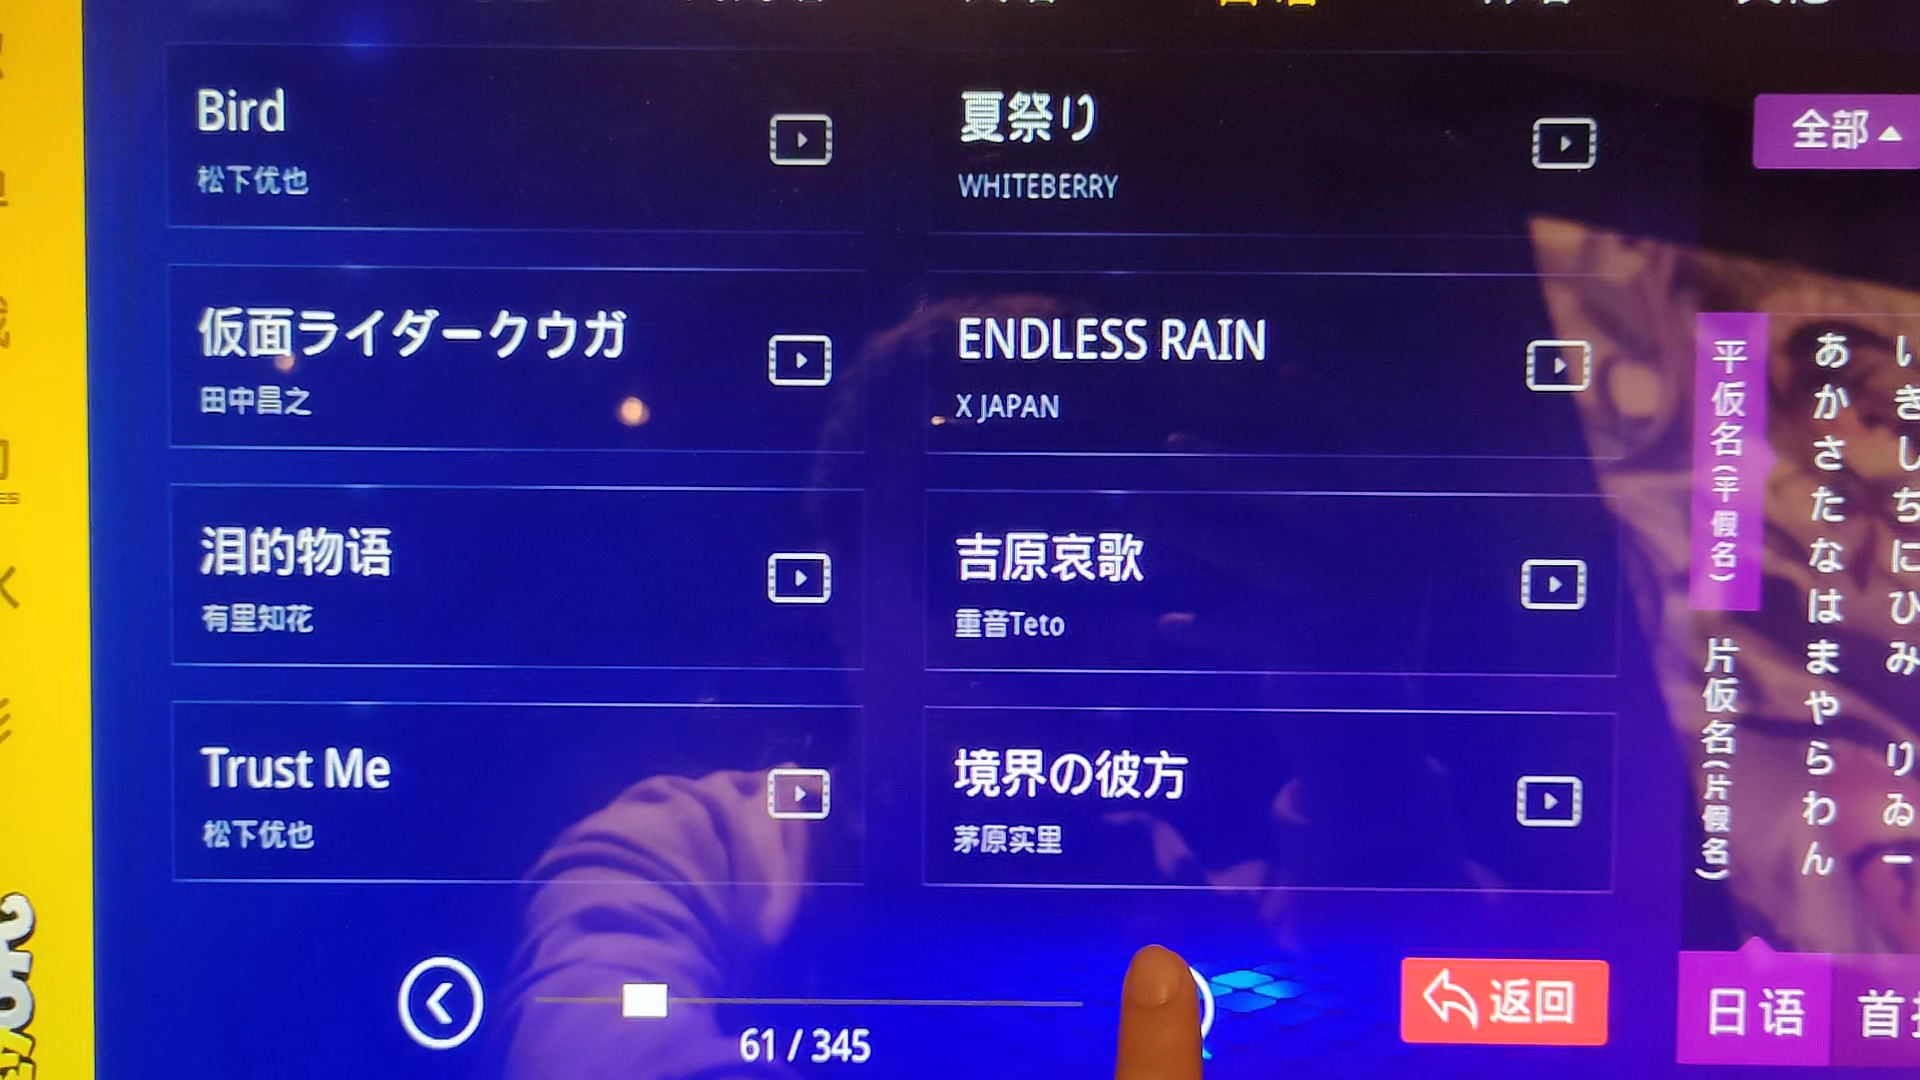 Bird
松下优也
夏祭り
WHITEBERRY
仮面ライダークウガ
田中昌之
ENDLESS RAIN
X JAPAN
泪的物语
有里知花
吉原哀歌
重音Teto
Trust Me
松下优也
境界の彼方
茅原实里
61 / 345
返回
全部
平仮名(平假名)
片仮名(片假名)
あかさたなはまやらわん
いきしちにひみ りゐー
日语